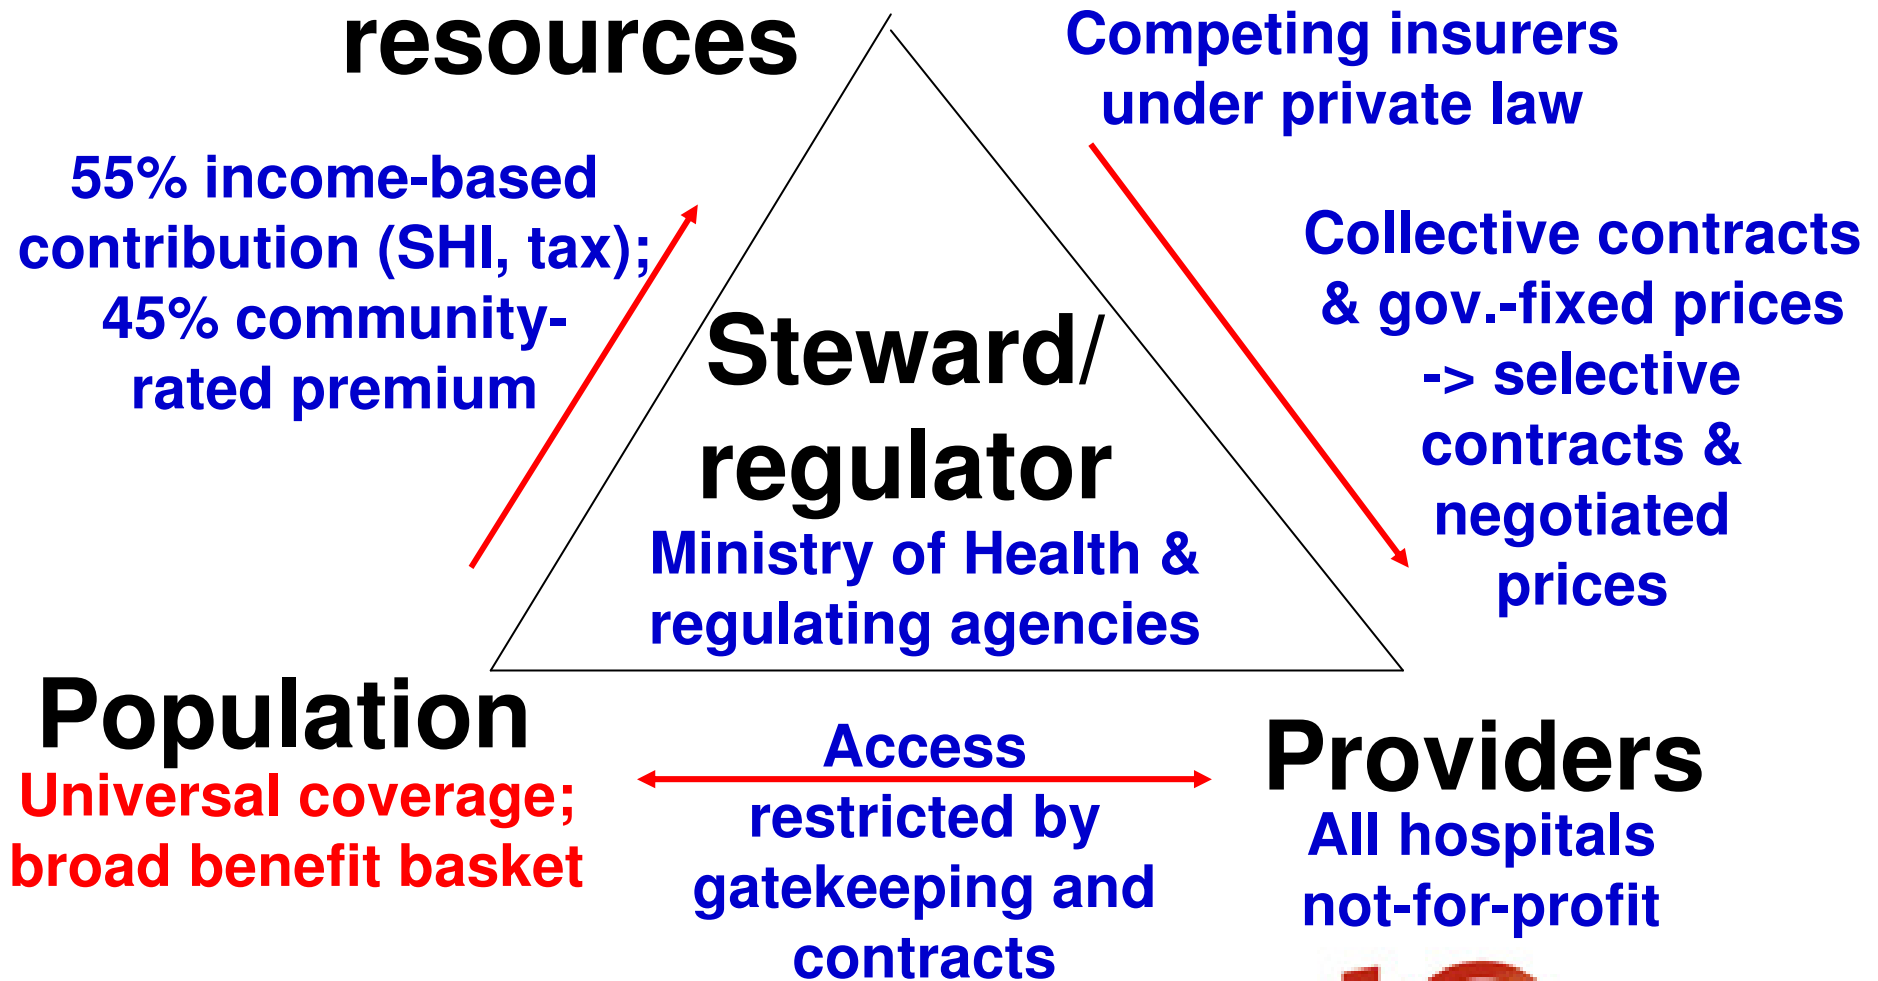 resources
Competing insurers
under private law
55% income-based
contribution (SHI, tax);
45% community-
rated premium
Collective contracts
& gov.-fixed prices
-> selective
contracts &
negotiated
prices
Steward/
regulator
Ministry of Health &
regulating agencies
Population
Universal coverage;
broad benefit basket
Access
restricted by
gatekeeping and
contracts
Providers
All hospitals
not-for-profit